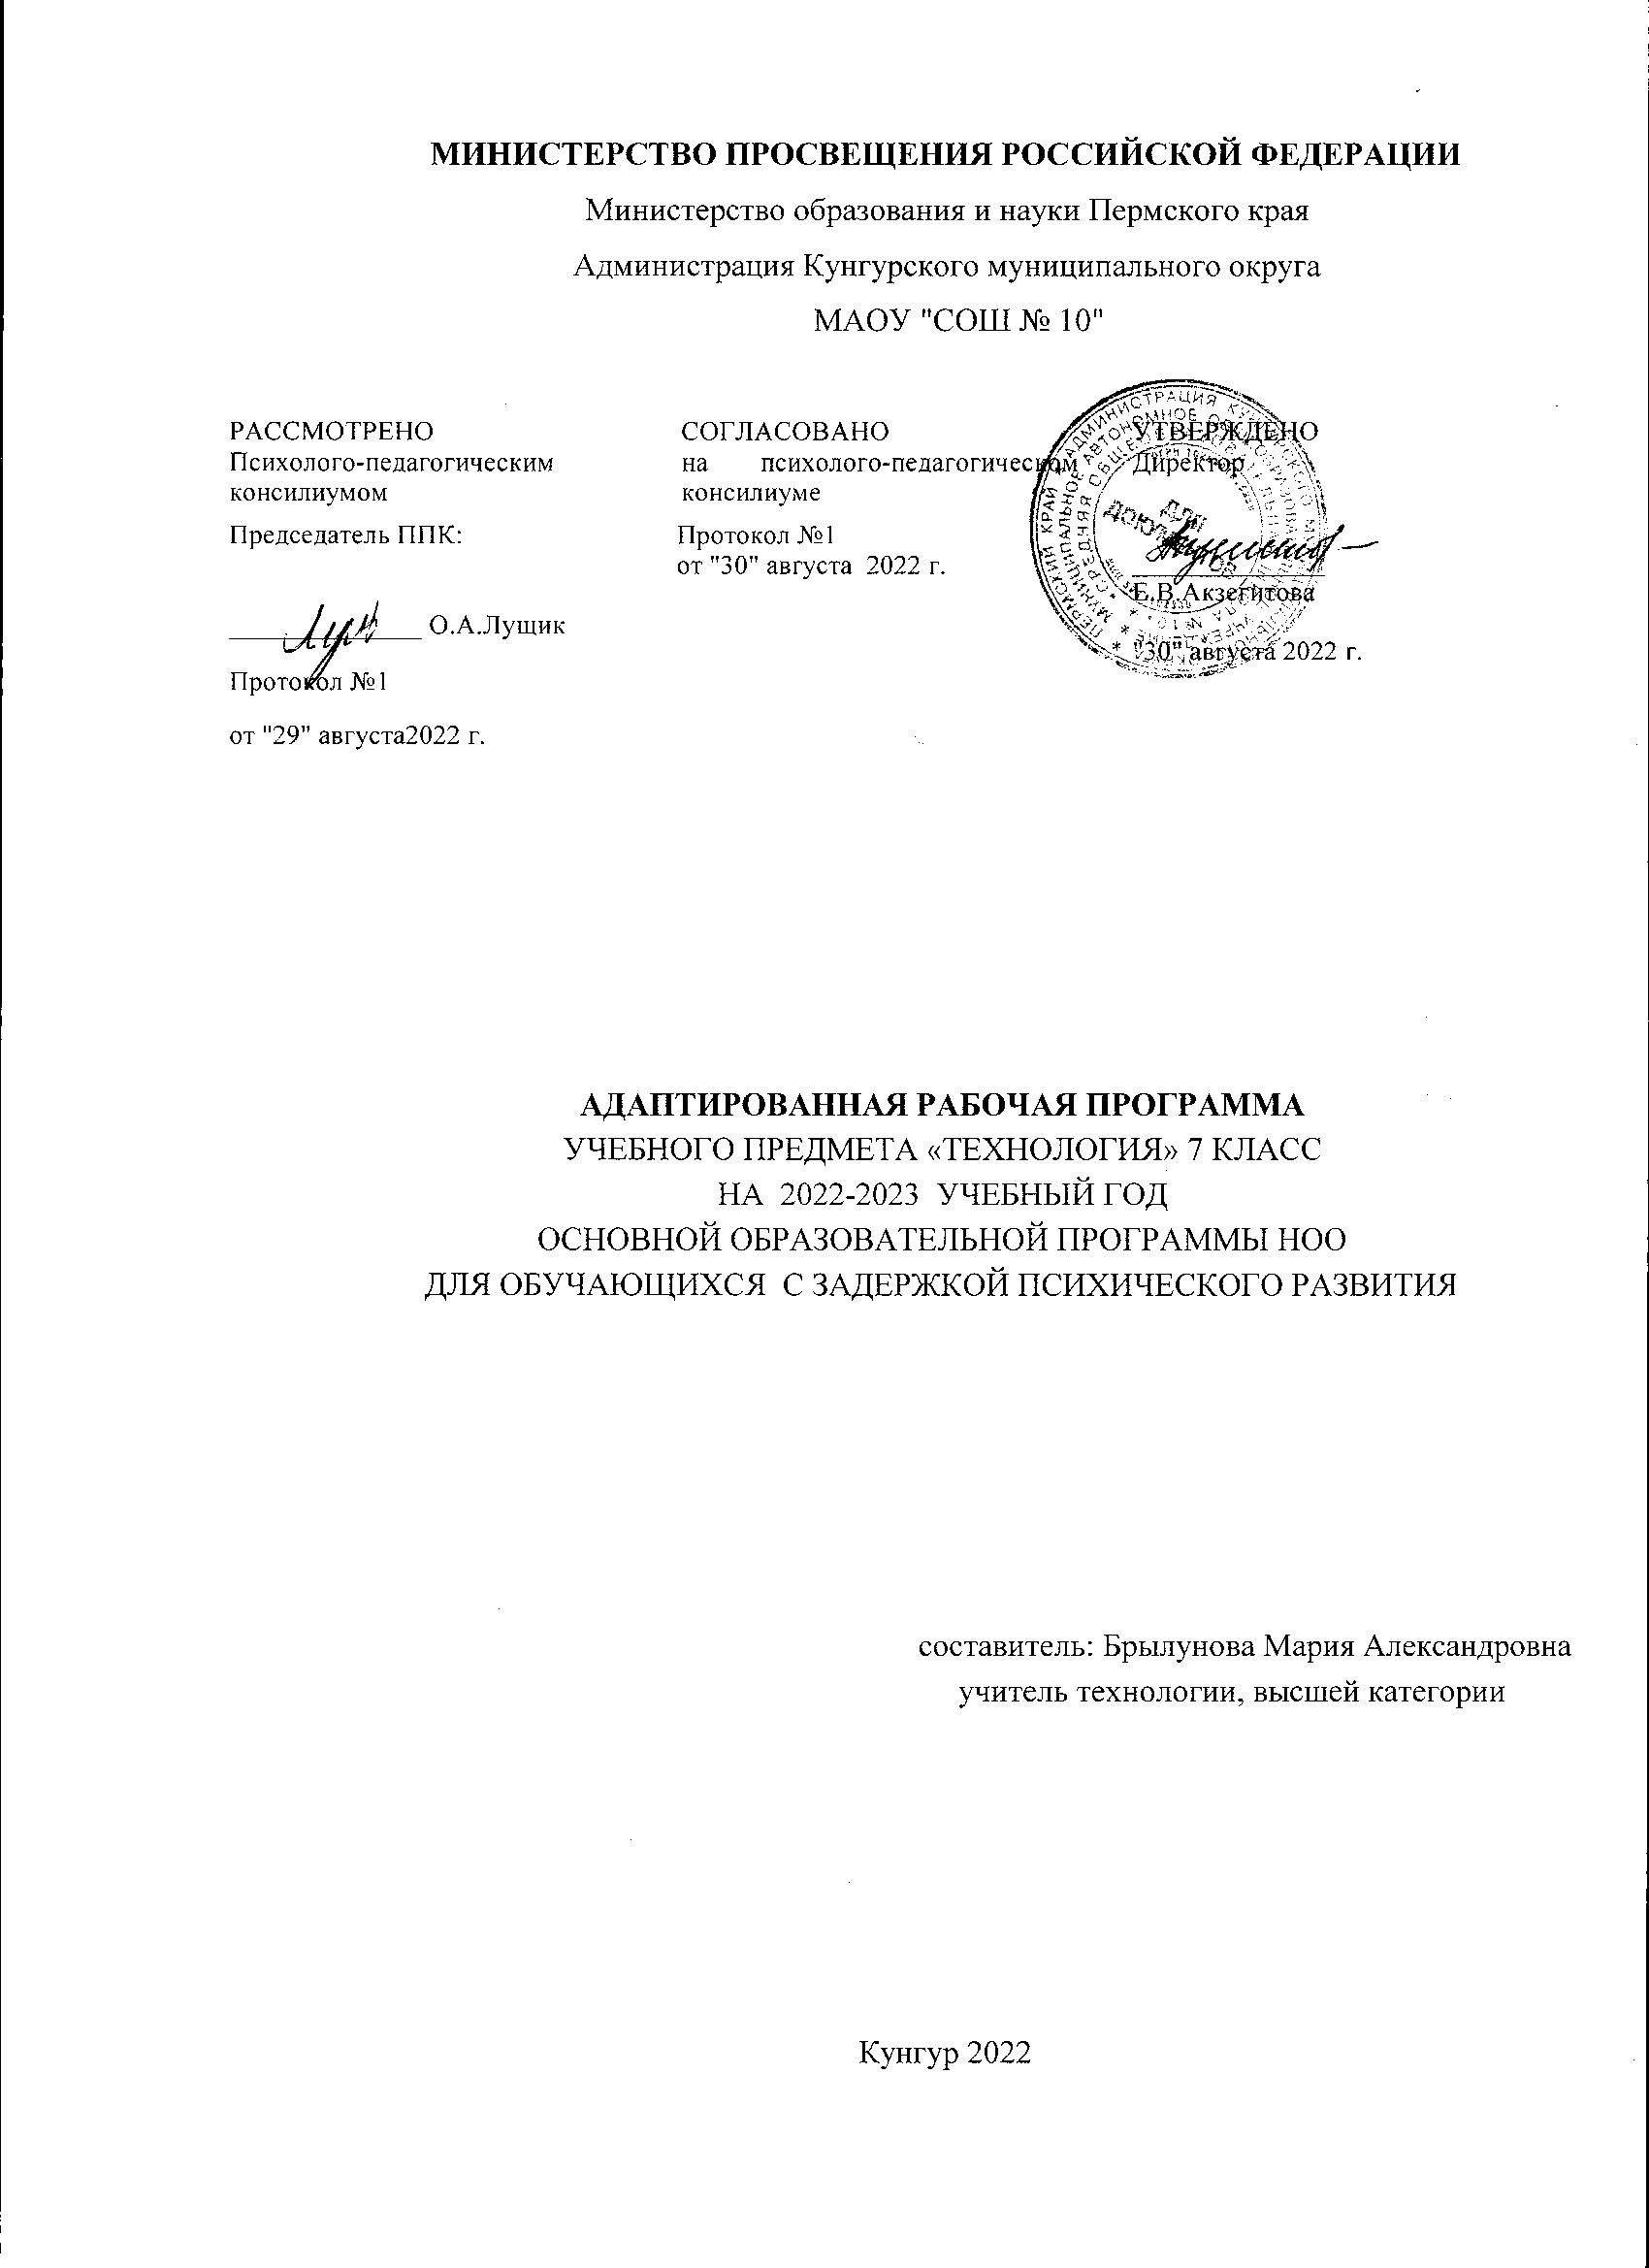 МИНИСТЕРСТВО ПРОСВЕЩЕНИЯ РОССИЙСКОЙ ФЕДЕРАЦИИ
Министерство образования и науки Пермского края
Администрация Кунгурского муниципального округа
МАОУ "СОШ № 10"
РАССМОТРЕНО
Психолого-педагогическим
консилиумом
Председатель ППК:
О.А.Лущик
Протокол №1
от "29" августа2022 г.
СОГЛАСОВАНО
на психолого-педагогическом
консилиуме
Протокол №1
от "30" августа 2022 г.
УТВЕРЖДЕНО
Директор
Е.В.Акзегитова
"30" августа 2022 г.
АДАПТИРОВАННАЯ РАБОЧАЯ ПРОГРАММА
УЧЕБНОГО ПРЕДМЕТА «ТЕХНОЛОГИЯ» 7 КЛАСС
НА 2022-2023 УЧЕБНЫЙ ГОД
ОСНОВНОЙ ОБРАЗОВАТЕЛЬНОЙ ПРОГРАММЫ НОО
ДЛЯ ОБУЧАЮЩИХСЯ С ЗАДЕРЖКОЙ ПСИХИЧЕСКОГО РАЗВИТИЯ
составитель: Брылунова Мария Александровна
учитель технологии, высшей категории
Кунгур 2022